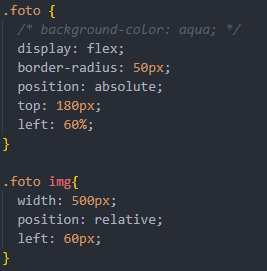 .foto {
/* background-color: aqua; */
display: flex;
border-radius: 50px;
position: absolute;
top: 180px;
left: 60%;
}
.foto img{
width: 500px;
position: relative;
left: 60px;
}